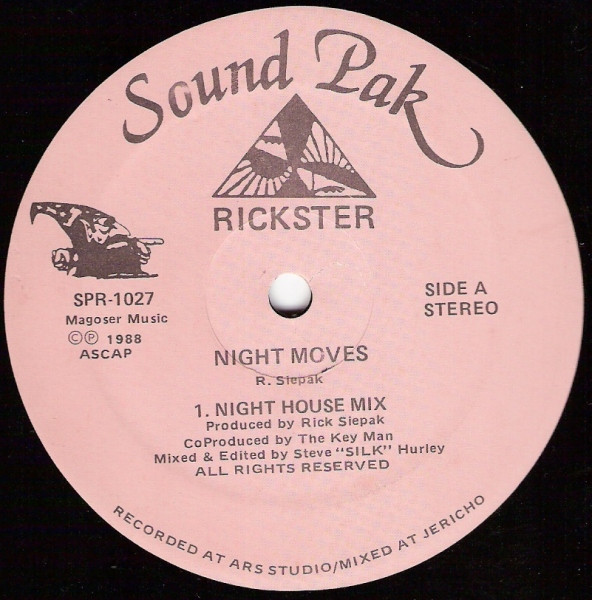 Sound Pak
RICKSTER
SPR-1027
Magoser Music
©℗ 1988
ASCAP
SIDE A
STEREO
NIGHT MOVES
R. Slepak
1. NIGHT HOUSE MIX
Produced by Rick Slepak
CoProduced by The Key Man
Mixed & Edited by Steve "SILK" Hurley
ALL RIGHTS RESERVED
RECORDED AT ARS STUDIO/MIXED AT JERICHO